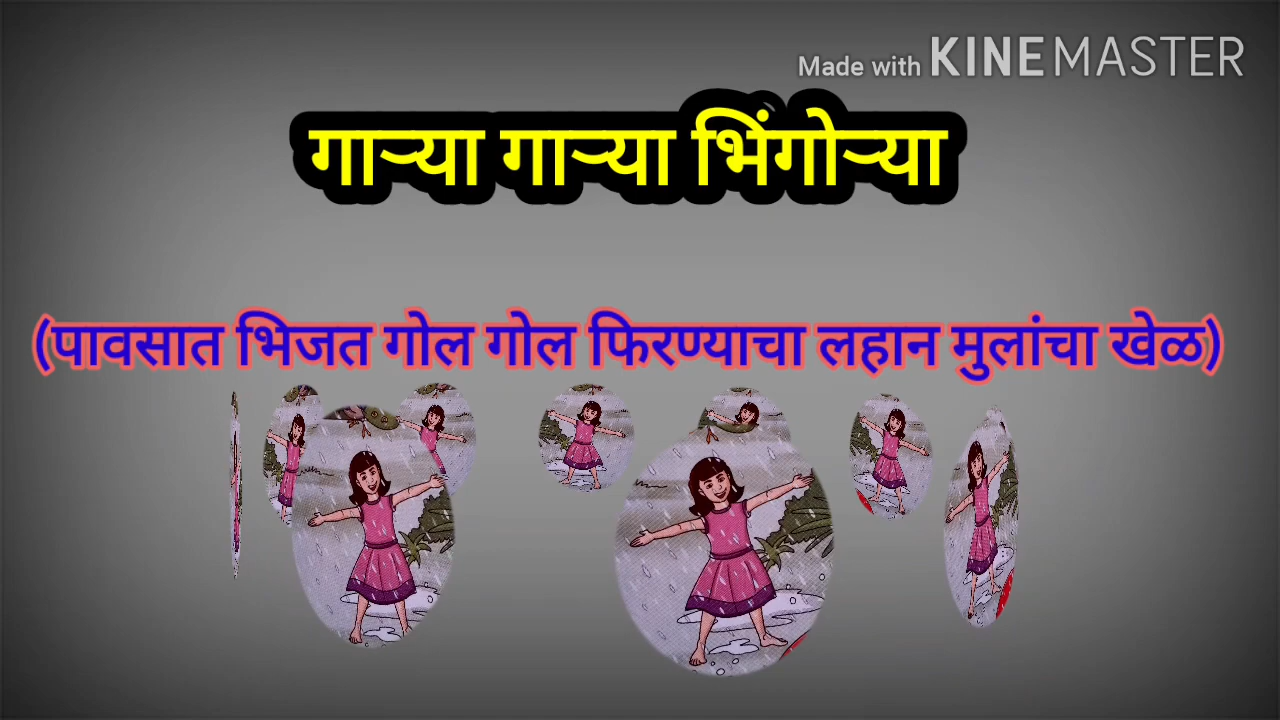 Made with KINEMASTER
गाऱ्या गाऱ्या भिंगोऱ्या
(पावसात भिजत गोल गोल फिरण्याचा लहान मुलांचा खेळ)